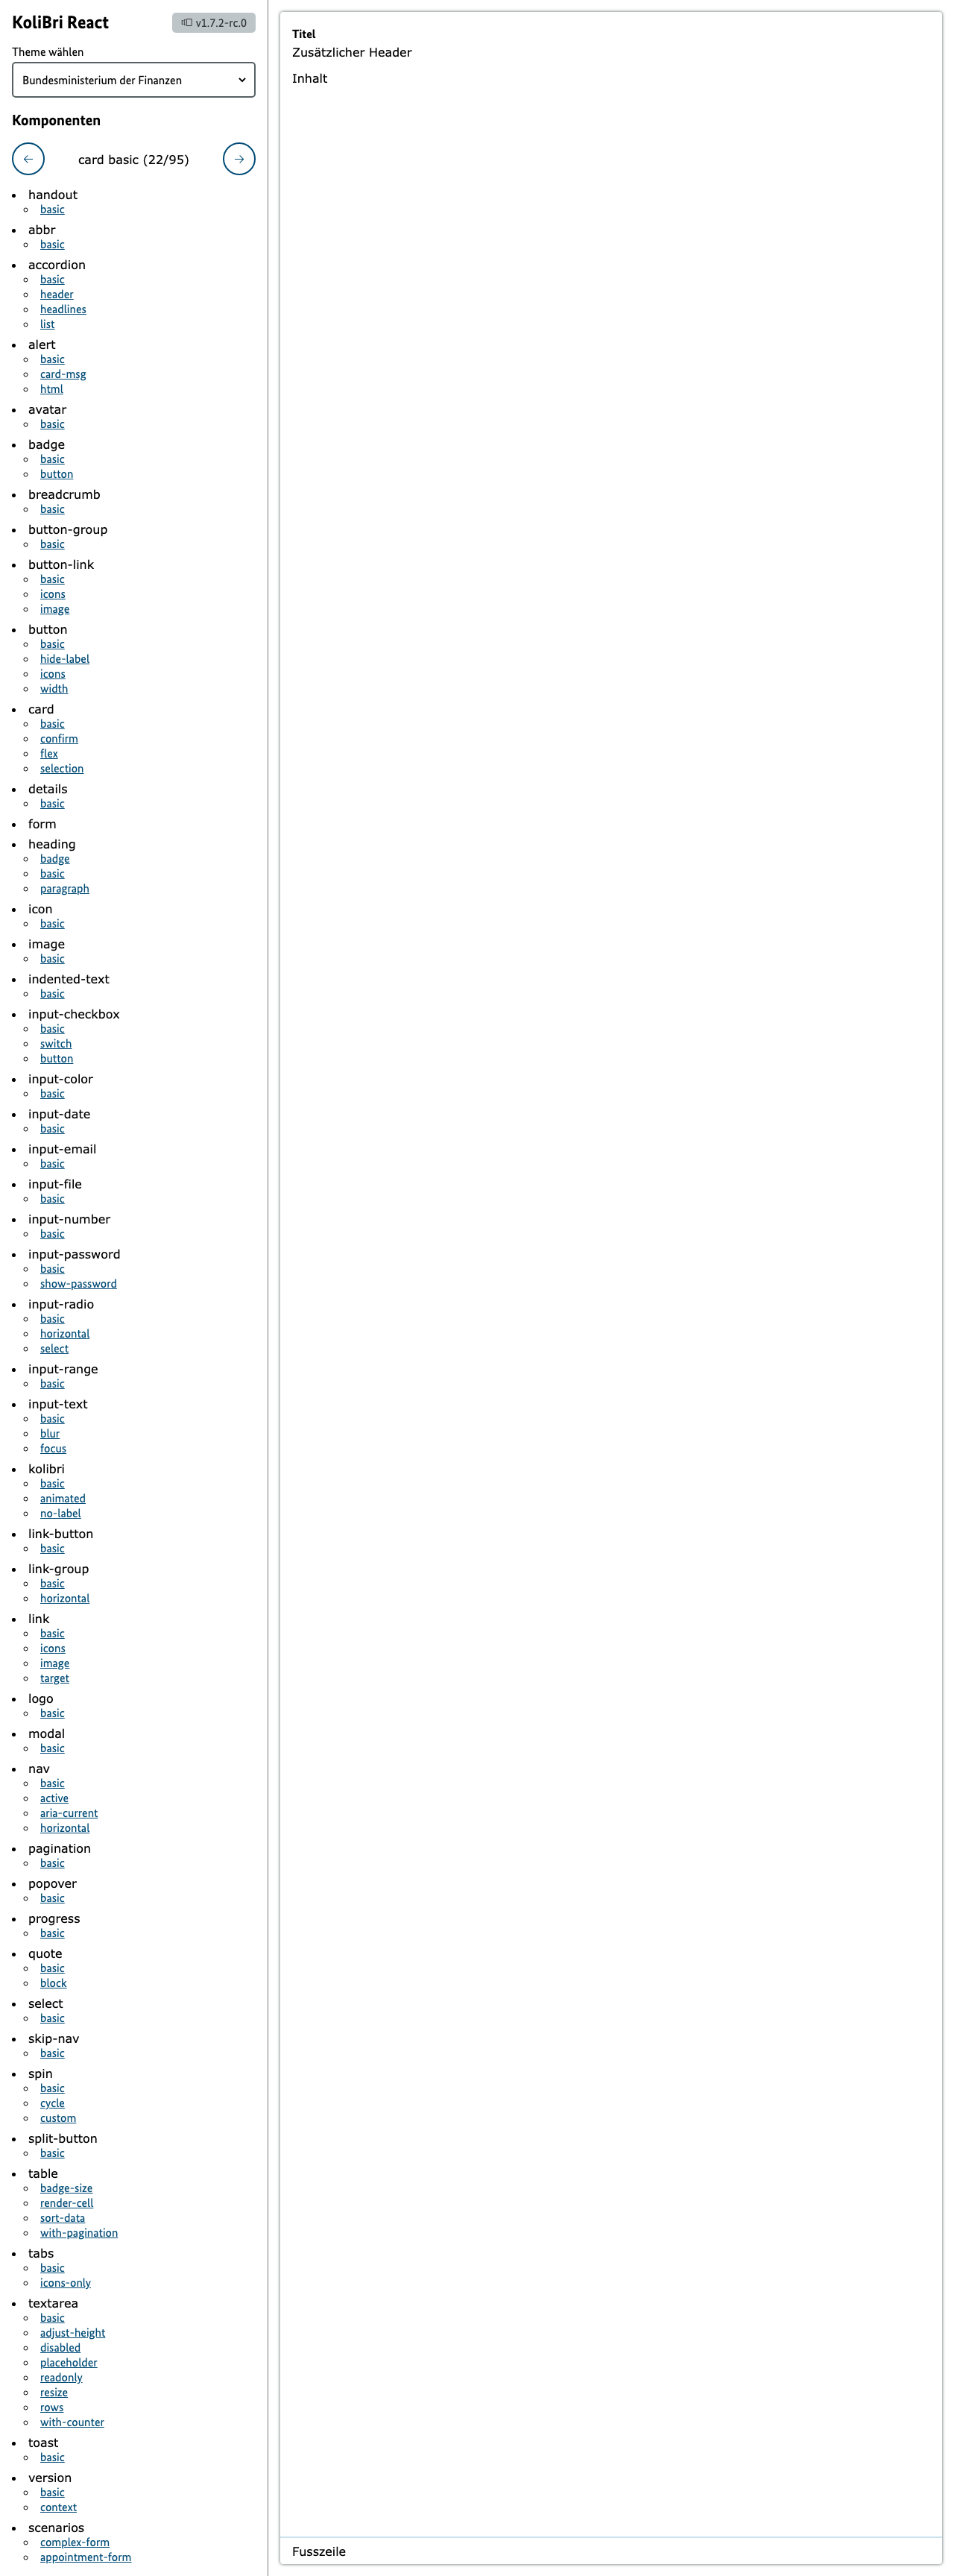 KoliBri React
v1.7.2-rc.0
Theme wählen
Bundesministerium der Finanzen
Komponenten
card basic (22/95)
handout
basic
abbr
basic
accordion
basic
header
headlines
list
alert
basic
card-msg
html
avatar
basic
badge
basic
button
breadcrumb
basic
button-group
basic
button-link
basic
icons
image
button
basic
hide-label
icons
width
card
basic
confirm
flex
selection
details
basic
form
heading
badge
basic
paragraph
icon
basic
image
basic
indented-text
basic
input-checkbox
basic
switch
button
input-color
basic
input-date
basic
input-email
basic
input-file
basic
input-number
basic
input-password
basic
show-password
input-radio
basic
horizontal
select
input-range
basic
input-text
basic
blur
focus
kolibri
basic
animated
no-label
link-button
basic
link-group
basic
horizontal
link
basic
icons
image
target
logo
basic
modal
basic
nav
basic
active
aria-current
horizontal
pagination
basic
popover
basic
progress
basic
quote
basic
block
select
basic
skip-nav
basic
spin
basic
cycle
custom
split-button
basic
table
badge-size
render-cell
sort-data
with-pagination
tabs
basic
icons-only
textarea
basic
adjust-height
disabled
placeholder
readonly
resize
rows
with-counter
toast
basic
version
basic
context
scenarios
complex-form
appointment-form
Titel
Zusätzlicher Header
Inhalt
Fusszeile